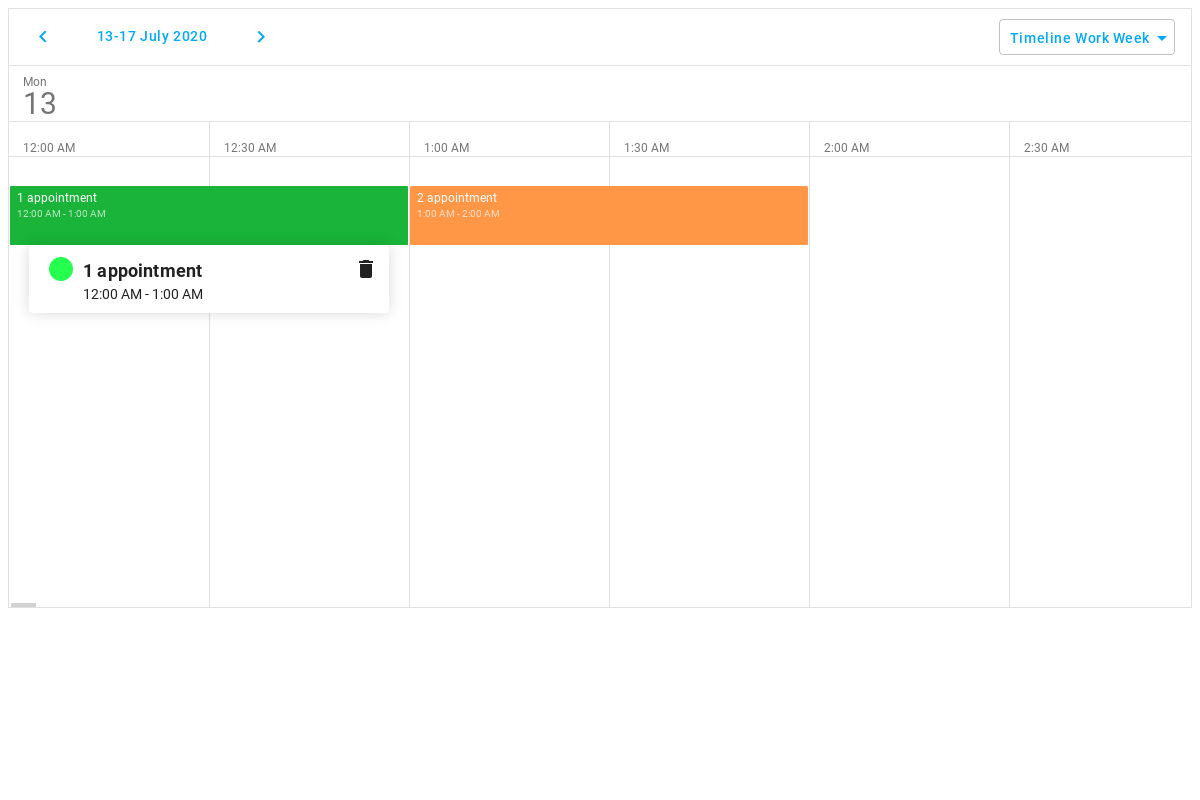 13-17 July 2020
Timeline Work Week
Mon
13
12:00 AM
12:30 AM
1:00 AM
1:30 AM
2:00 AM
2:30 AM
1 appointment
12:00 AM - 1:00 AM
2 appointment
1:00 AM - 2:00 AM
1 appointment
12:00 AM - 1:00 AM